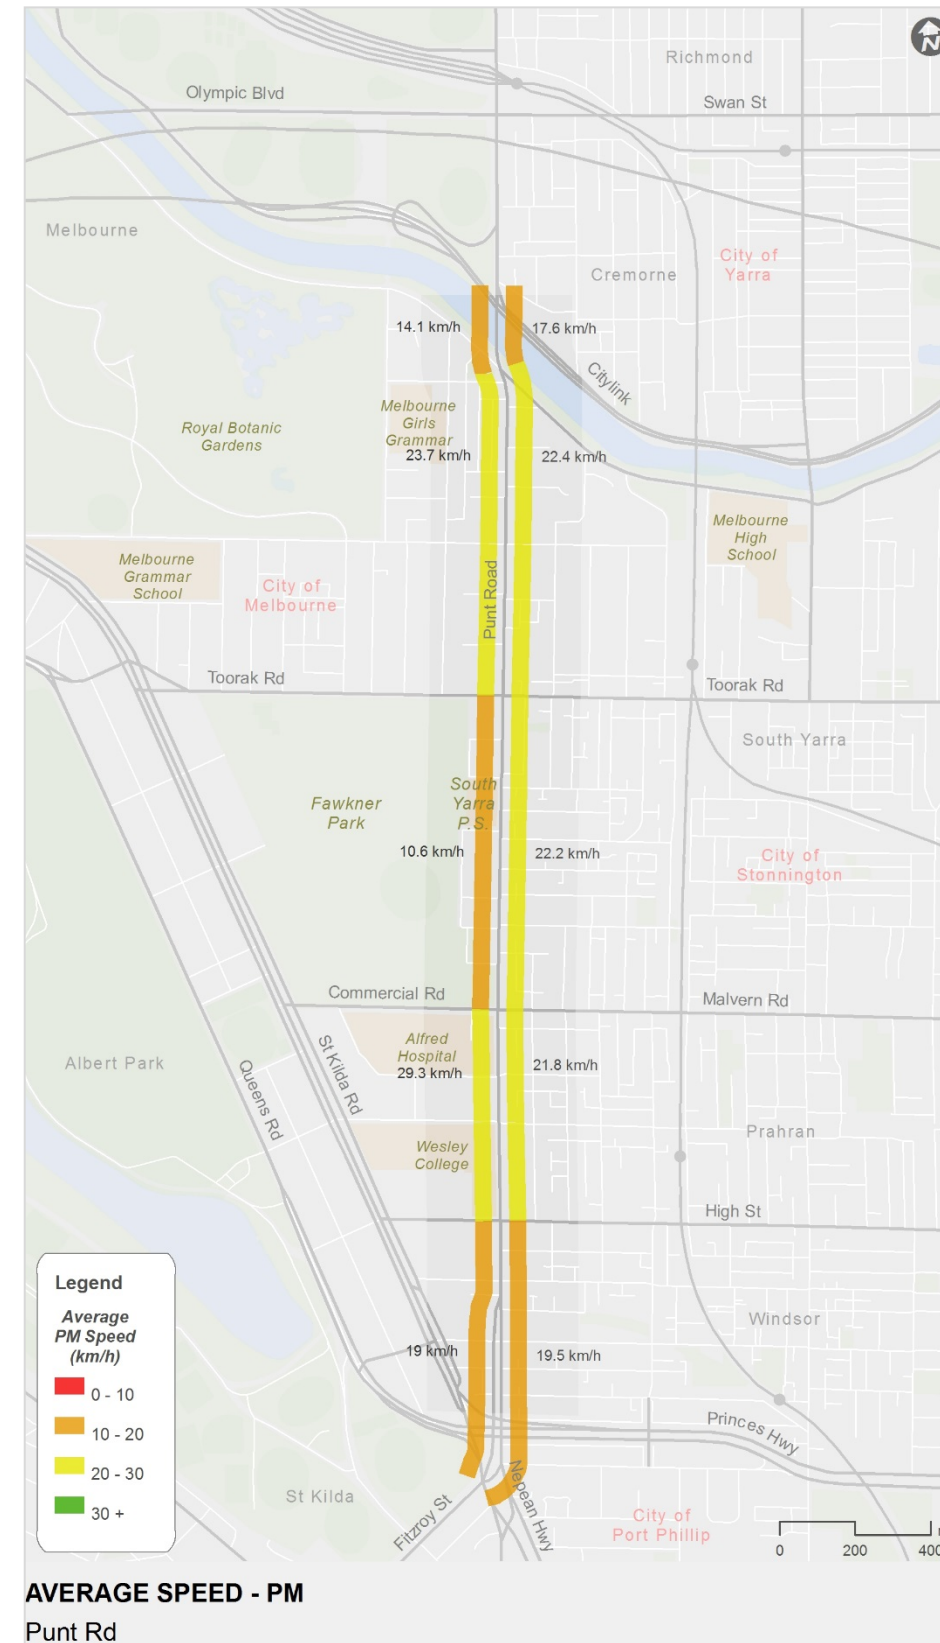 N
Richmond
Olympic Blvd
Swan St
Melbourne
City of
Yarra
Cremorne
14.1 km/h
17.6 km/h
Citylink
Melbourne
Girls
Grammar
Royal Botanic
Gardens
23.7 km/h
22.4 km/h
Melbourne
High
School
Melbourne
Grammar
School
City of
Melbourne
Punt Road
Toorak Rd
Toorak Rd
South Yarra
Fawkner
Park
South
Yarra
P.S.
10.6 km/h
22.2 km/h
City of
Stonnington
Commercial Rd
Malvern Rd
Alfred
Hospital
29.3 km/h
21.8 km/h
Albert Park
Queens Rd
St Kilda Rd
Wesley
College
Prahran
High St
Windsor
19 km/h
19.5 km/h
Princes Hwy
Nepean Hwy
St Kilda
Fitzroy St
City of
Port Phillip
0 200 400
Legend
Average
PM Speed
(km/h)
0 - 10
10 - 20
20 - 30
30 +
AVERAGE SPEED - PM
Punt Rd